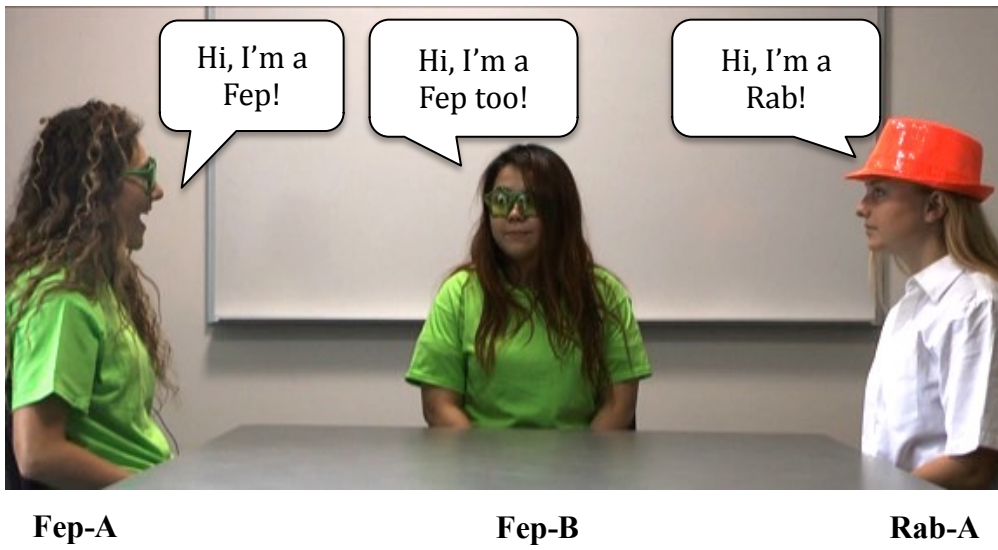 Hi, I’m a
Fep!
Hi, I’m a
Fep too!
Hi, I’m a
Rab!
Fep-A
Fep-B
Rab-A